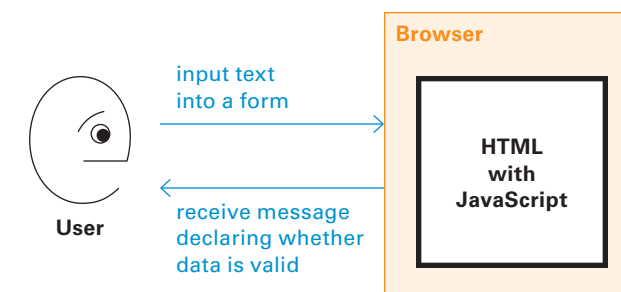 Browser
input text
into a form
HTML
with
JavaScript
User
receive message
declaring whether
data is valid